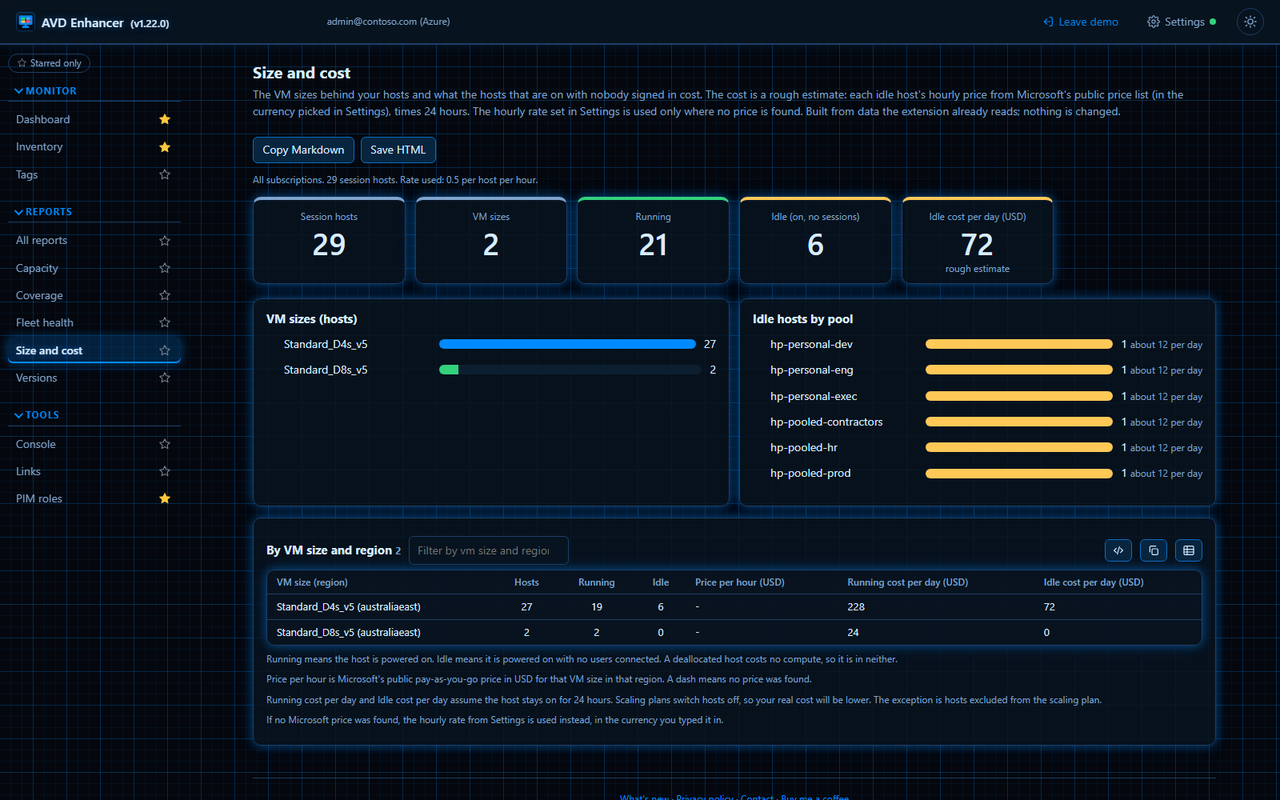 AVD Enhancer (v1.22.0)
admin@contoso.com (Azure)
Leave demo
Settings
Starred only
MONITOR
Dashboard
Inventory
Tags
REPORTS
All reports
Capacity
Coverage
Fleet health
Size and cost
Versions
TOOLS
Console
Links
PIM roles
Size and cost
The VM sizes behind your hosts and what the hosts that are on with nobody signed in cost. The cost is a rough estimate: each idle host's hourly price from Microsoft's public price list (in the
currency picked in Settings), times 24 hours. The hourly rate set in Settings is used only where no price is found. Built from data the extension already reads; nothing is changed.
Copy Markdown
Save HTML
All subscriptions. 29 session hosts. Rate used: 0.5 per host per hour.
Session hosts
29
VM sizes
2
Running
21
Idle (on, no sessions)
6
Idle cost per day (USD)
72
rough estimate
VM sizes (hosts)
Standard_D4s_v5 27
Standard_D8s_v5 2
Idle hosts by pool
hp-personal-dev 1 about 12 per day
hp-personal-eng 1 about 12 per day
hp-personal-exec 1 about 12 per day
hp-pooled-contractors 1 about 12 per day
hp-pooled-hr 1 about 12 per day
hp-pooled-prod 1 about 12 per day
By VM size and region 2
Filter by vm size and region
VM size (region) Hosts Running Idle Price per hour (USD) Running cost per day (USD) Idle cost per day (USD)
Standard_D4s_v5 (australiaeast) 27 19 6 - 228 72
Standard_D8s_v5 (australiaeast) 2 2 0 - 24 0
Running means the host is powered on. Idle means it is powered on with no users connected. A deallocated host costs no compute, so it is in neither.
Price per hour is Microsoft's public pay-as-you-go price in USD for that VM size in that region. A dash means no price was found.
Running cost per day and Idle cost per day assume the host stays on for 24 hours. Scaling plans switch hosts off, so your real cost will be lower. The exception is hosts excluded from the scaling plan.
If no Microsoft price was found, the hourly rate from Settings is used instead, in the currency you typed it in.
What's new · Privacy policy · Contact · Buy me a coffee